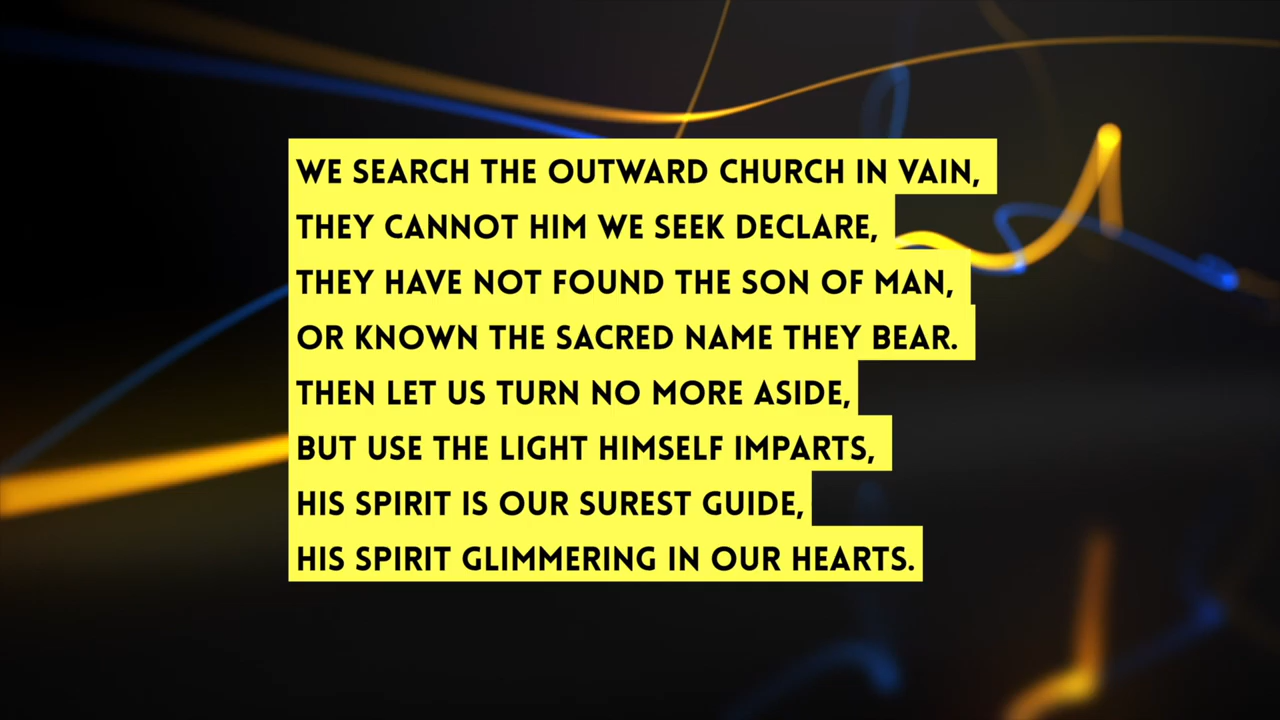 WE SEARCH THE OUTWARD CHURCH IN VAIN,
THEY CANNOT HIM WE SEEK DECLARE,
THEY HAVE NOT FOUND THE SON OF MAN,
OR KNOWN THE SACRED NAME THEY BEAR.
THEN LET US TURN NO MORE ASIDE,
BUT USE THE LIGHT HIMSELF IMPARTS,
HIS SPIRIT IS OUR SUREST GUIDE,
HIS SPIRIT GLIMMERING IN OUR HEARTS.